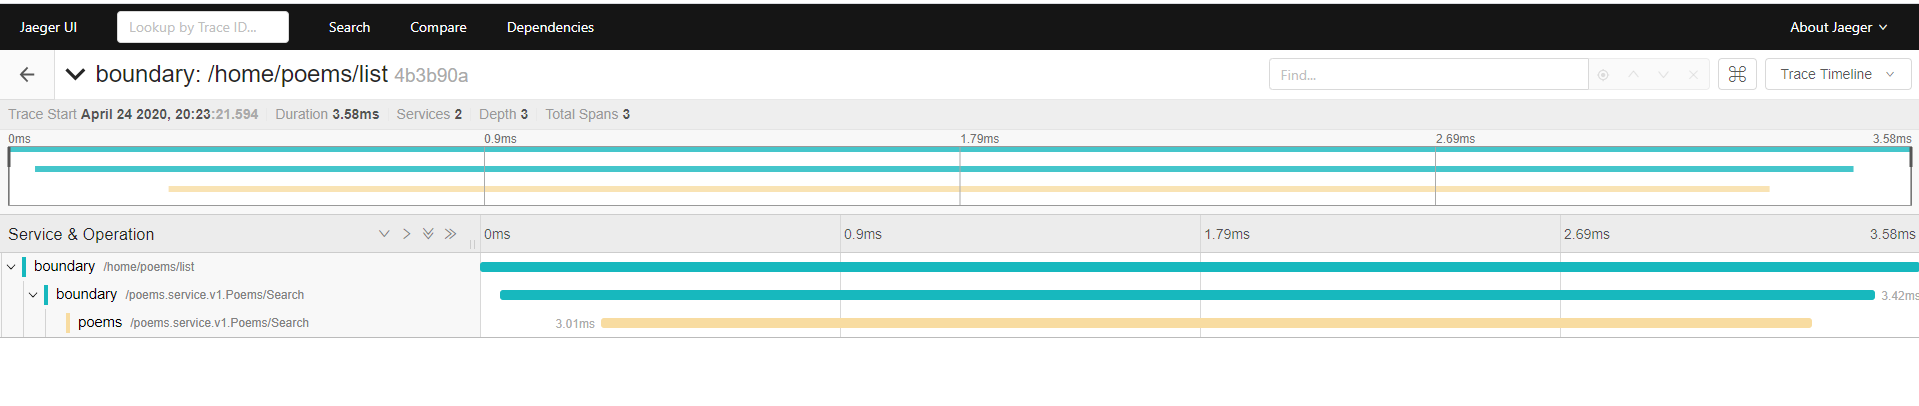 Jaeger UI Lookup by Trace ID... Search Compare Dependencies About Jaeger
boundary: /home/poems/list 4b3b90a Find... Trace Timeline
Trace Start April 24 2020, 20:23:21.594 Duration 3.58ms Services 2 Depth 3 Total Spans 3
0ms 0.9ms 1.79ms 2.69ms 3.58ms
Service & Operation 0ms 0.9ms 1.79ms 2.69ms 3.58ms
boundary /home/poems/list
boundary /poems.service.v1.Poems/Search 3.42ms
poems /poems.service.v1.Poems/Search 3.01ms